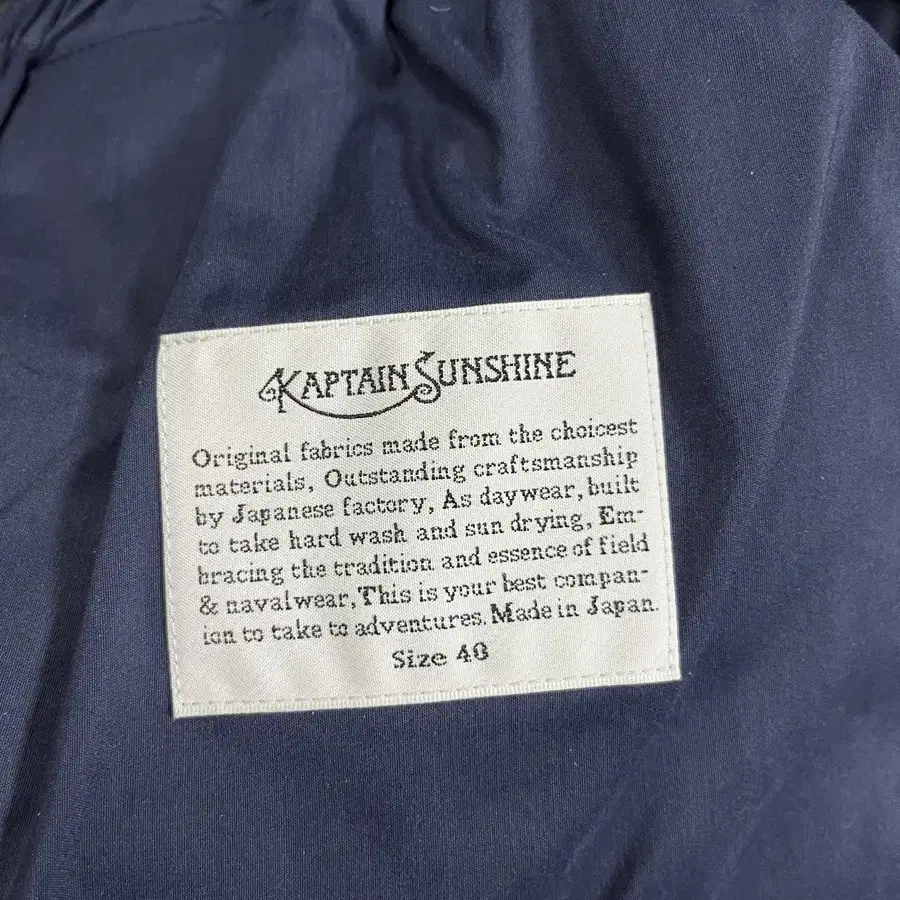 KAPTAIN SUNSHINE
Original fabrics made from the choicest
materials, Outstanding craftsmanship
by Japanese factory, As daywear, built
to take hard wash and sun drying, Em-
bracing the tradition and essence of field
& navalwear, This is your best compan-
ion to take to adventures. Made in Japan.
Size 40